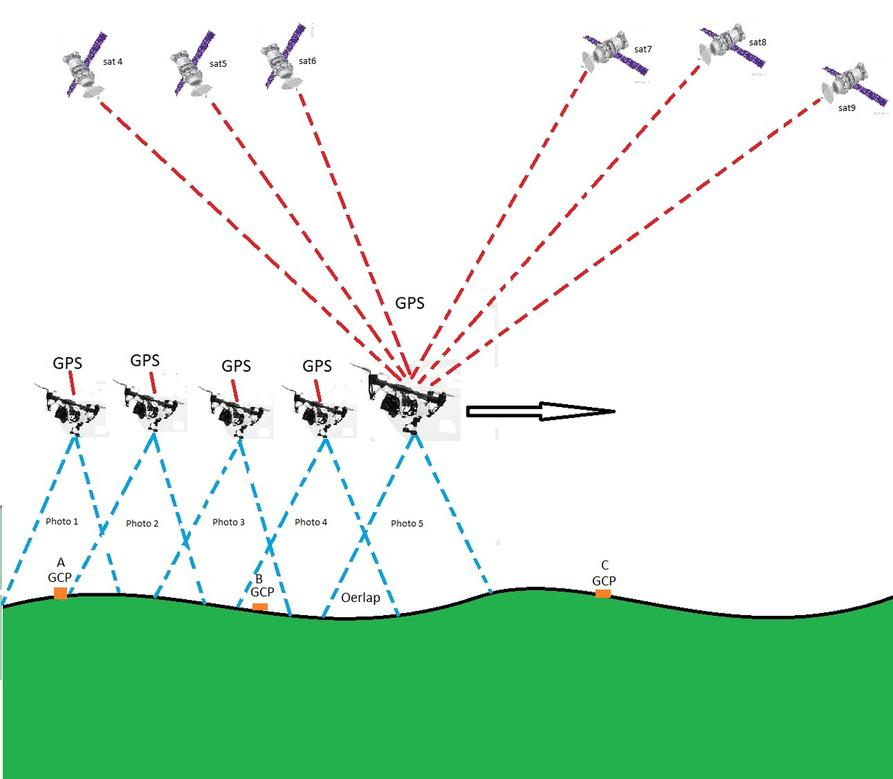 sat 4
sat5
sat6
sat7
sat8
sat9
GPS
GPS
GPS
GPS
GPS
Photo 1
Photo 2
Photo 3
Photo 4
Photo 5
A
GCP
B
GCP
Oerlap
C
GCP